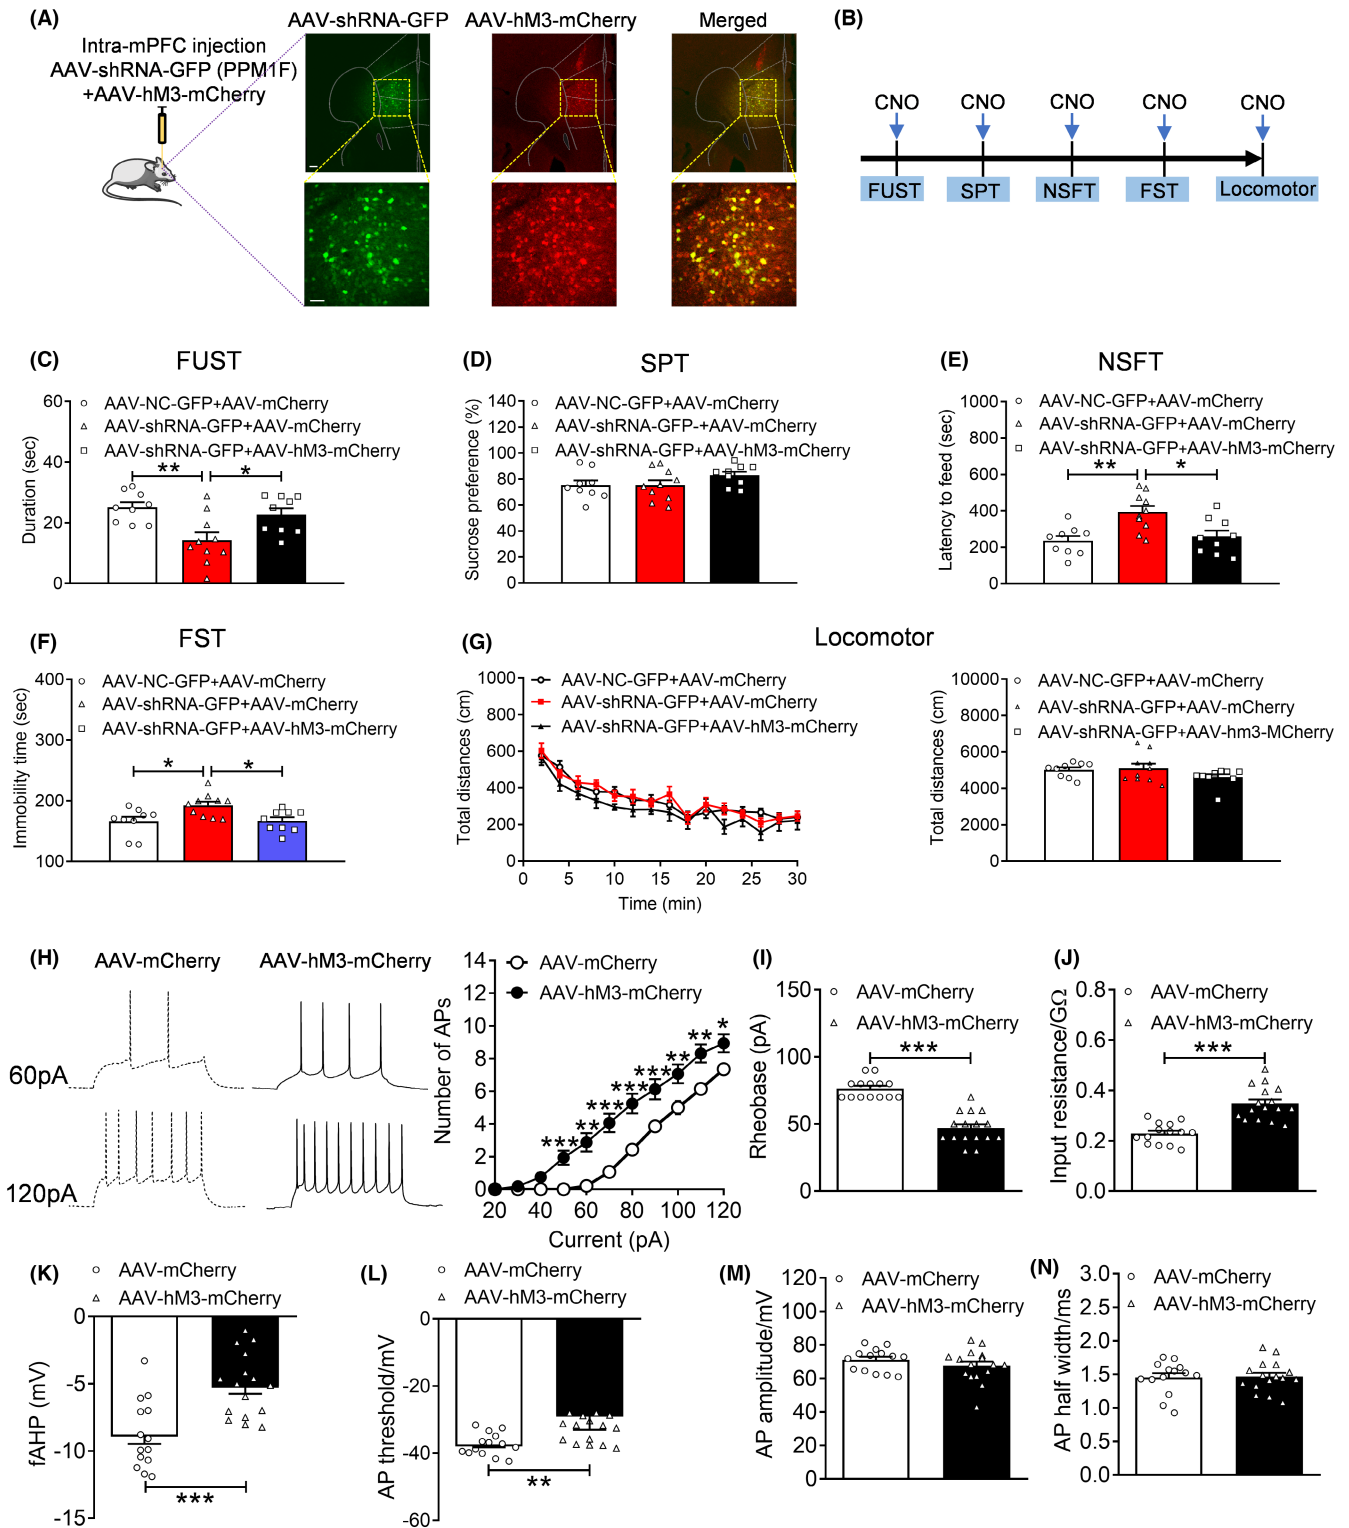 (A)
Intra-mPFC injection
AAV-shRNA-GFP (PPM1F)
+AAV-hM3-mCherry
AAV-shRNA-GFP
AAV-hM3-mCherry
Merged
(B)
CNO CNO CNO CNO CNO
FUST SPT NSFT FST Locomotor
(C)
FUST
AAV-NC-GFP+AAV-mCherry
AAV-shRNA-GFP+AAV-mCherry
AAV-shRNA-GFP+AAV-hM3-mCherry
Duration (sec)
60
40
20
0
** *
(D)
SPT
AAV-NC-GFP+AAV-mCherry
AAV-shRNA-GFP-+AAV-mCherry
AAV-shRNA-GFP+AAV-hM3-mCherry
Sucrose preference (%)
140
120
100
80
60
40
20
0
(E)
NSFT
AAV-NC-GFP+AAV-mCherry
AAV-shRNA-GFP+AAV-mCherry
AAV-shRNA-GFP+AAV-hM3-mCherry
Latency to feed (sec)
1000
800
600
400
200
0
** *
(F)
FST
AAV-NC-GFP+AAV-mCherry
AAV-shRNA-GFP+AAV-mCherry
AAV-shRNA-GFP+AAV-hM3-mCherry
Immobility time (sec)
400
300
200
100
* *
(G)
Locomotor
AAV-NC-GFP+AAV-mCherry
AAV-shRNA-GFP+AAV-mCherry
AAV-shRNA-GFP+AAV-hM3-mCherry
Total distances (cm)
1000
800
600
400
200
0
0 5 10 15 20 25 30
Time (min)
AAV-NC-GFP+AAV-mCherry
AAV-shRNA-GFP+AAV-mCherry
AAV-shRNA-GFP+AAV-hm3-MCherry
Total distances (cm)
10000
8000
6000
4000
2000
0
(H)
AAV-mCherry
AAV-hM3-mCherry
60pA
120pA
AAV-mCherry
AAV-hM3-mCherry
Number of APs
14
12
10
8
6
4
2
0
*** ** *** *** *** ** ** *
20 40 60 80 100 120
Current (pA)
(I)
AAV-mCherry
AAV-hM3-mCherry
Rheobase (pA)
150
100
50
0
***
(J)
AAV-mCherry
AAV-hM3-mCherry
Input resistance/GΩ
0.8
0.6
0.4
0.2
0.0
***
(K)
AAV-mCherry
AAV-hM3-mCherry
fAHP (mV)
0
-5
-10
-15
***
(L)
AAV-mCherry
AAV-hM3-mCherry
AP threshold/mV
0
-20
-40
-60
**
(M)
AAV-mCherry
AAV-hM3-mCherry
AP amplitude/mV
120
100
80
60
40
20
0
(N)
AAV-mCherry
AAV-hM3-mCherry
AP half width/ms
3.0
2.5
2.0
1.5
1.0
0.5
0.0